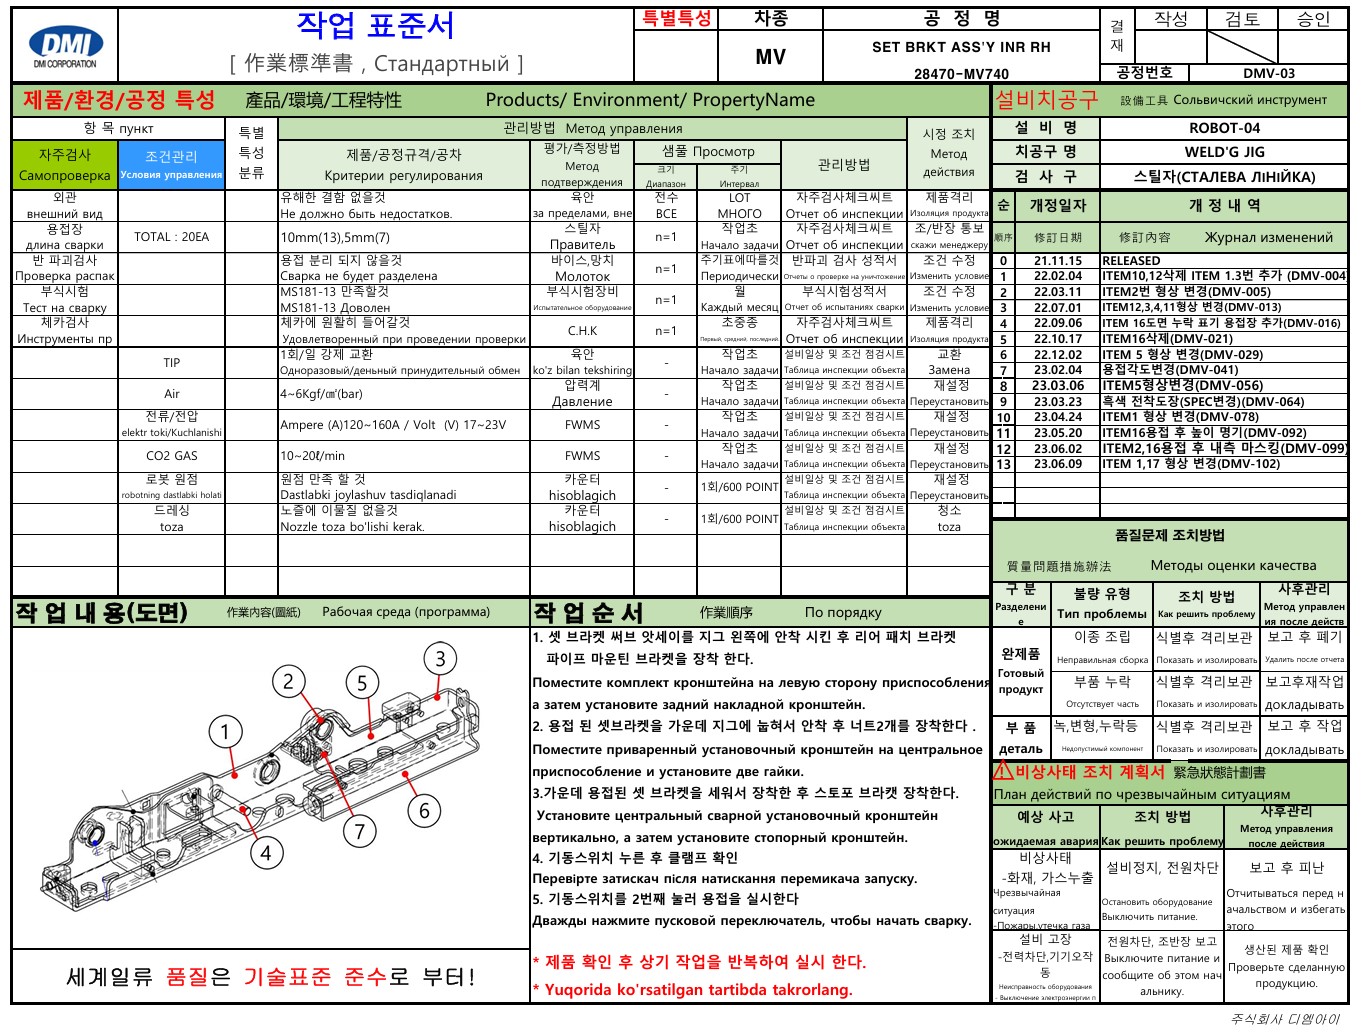 DMI
DMI CORPORATION
작업 표준서
[ 作業標準書 , Стандартный ]
특별특성
차종
MV
공 정 명
SET BRKT ASS'Y INR RH
28470-MV740
결재
작성
검토
승인
공정번호
DMV-03
제품/환경/공정 특성 產品/環境/工程特性 Products/ Environment/ PropertyName
항 목 пункт
특별 특성 분류
管理方法 Метод управления
시정 조치 Метод действия
자주검사
Самопроверка
조건관리
Условия управления
제품/공정규격/공차
Критерии регулирования
평가/측정방법
Метод подтверждения
샘풀 Просмотр
크기
Диапазон
주기
Интервал
관리방법
외관
внешний вид
유해한 결함 없을것
Не должно быть недостатков.
육안
за пределами, вне
전수
ВСЕ
LOT
МНОГО
자주검사체크씨트
Отчет об инспекции
제품격리
Изоляция продукта
용접장
длина сварки
TOTAL : 20EA
10mm(13),5mm(7)
스틸자
Правитель
n=1
작업초
Начало задачи
자주검사체크씨트
Отчет об инспекции
조/반장 통보
скажи менеджеру
반 파괴검사
Проверка распак
용접 분리 되지 않을것
Сварка не будет разделена
바이스,망치
Молоток
n=1
주기표에따를것
Периодически
반파괴 검사 성적서
Отчеты о проверке на уничтожение
조건 수정
Изменить условие
부식시험
Тест на сварку
MS181-13 만족할것
MS181-13 Доволен
부식시험장비
Испытательное оборудование
n=1
월
Каждый месяц
부식시험성적서
Отчет об испытаниях сварки
조건 수정
Изменить условие
체카검사
Инструменты пр
체카에 원활히 들어갈것
Удовлетворенный при проведении проверки
C.H.K
n=1
초중종
Первый, средний, последний.
자주검사체크씨트
Отчет об инспекции
제품격리
Изоляция продукта
TIP
1회/일 강제 교환
Одноразовый/деньный принудительный обмен
육안
ko'z bilan tekshiring
-
작업초
Начало задачи
설비일상 및 조건 점검시트
Таблица инспекции объекта
교환
Замена
Air
4~6Kgf/㎠(bar)
압력계
Давление
-
작업초
Начало задачи
설비일상 및 조건 점검시트
Таблица инспекции объекта
재설정
Переустановить
전류/전압
elektr toki/Kuchlanishi
Ampere (A)120~160A / Volt (V) 17~23V
FWMS
-
작업초
Начало задачи
설비일상 및 조건 점검시트
Таблица инспекции объекта
재설정
Переустановить
CO2 GAS
10~20ℓ/min
FWMS
-
작업초
Начало задачи
설비일상 및 조건 점검시트
Таблица инспекции объекта
재설정
Переустановить
로봇 원점
robotning dastlabki holati
원점 만족 할 것
Dastlabki joylashuv tasdiqlanadi
카운터
hisoblagich
-
1회/600 POINT
설비일상 및 조건 점검시트
Таблица инспекции объекта
재설정
Переустановить
드레싱
toza
노즐에 이물질 없을것
Nozzle toza bo'lishi kerak.
카운터
hisoblagich
-
1회/600 POINT
설비일상 및 조건 점검시트
Таблица инспекции объекта
청소
toza
설비치공구 設備工具 Сольвичский инструмент
설 비 명
ROBOT-04
치공구 명
WELD'G JIG
검 사 구
스틸자(СТАЛЕВА ЛІНІЙКА)
순 개정일자 개 정 내 역
順序 修訂日期 修訂內容 Журнал изменений
0 21.11.15 RELEASED
1 22.02.04 ITEM10,12삭제 ITEM 1.3번 추가 (DMV-004
2 22.03.11 ITEM2번 형상 변경(DMV-005)
3 22.07.01 ITEM12,3,4,11형상 변경(DMV-013)
4 22.09.06 ITEM 16도면 누락 표기 용접장 추가(DMV-016)
5 22.10.17 ITEM16삭제(DMV-021)
6 22.12.02 ITEM 5 형상 변경(DMV-029)
7 23.02.04 용접각도변경(DMV-041)
8 23.03.06 ITEM5형상변경(DMV-056)
9 23.03.23 흑색 전착도장(SPEC변경)(DMV-064)
10 23.04.24 ITEM1 형상 변경(DMV-078)
11 23.05.20 ITEM16용접 후 높이 명기(DMV-092)
12 23.06.02 ITEM2,16용접 후 내측 마스킹(DMV-099)
13 23.06.09 ITEM 1,17 형상 변경(DMV-102)
품질문제 조치방법
質量問題措施辦法 Методы оценки качества
구 분
Разделение
불량 유형
Тип проблемы
조치 방법
Как решить проблему
사후관리
Метод управления после действ
완제품
Готовый продукт
이종 조립
Неправильная сборка
식별후 격리보관
Показать и изолировать
보고 후 폐기
Удалить после отчета
부품 누락
Отсутствует часть
식별후 격리보관
Показать и изолировать
보고후재작업
докладывать
부 품
деталь
녹,변형,누락등
Недопустимый компонент
식별후 격리보관
Показать и изолировать
보고 후 작업
докладывать
비상사태 조치 계획서 緊急狀態計劃書
План действий по чрезвычайным ситуациям
예상 사고
ожидаемая авария
조치 방법
Как решить проблему
사후관리
Метод управления после действия
비상사태
-화재, 가스누출
Чрезвычайная
ситуация
-Пожары,утечка газа
설비정지, 전원차단
Остановить оборудование
Выключить питание.
보고 후 피난
Отчитываться перед н
ачальством и избегать
этого
설비 고장
-전력차단,기기오작
동
Неисправность оборудования
- Выключение электроэнергии п
전원차단, 조반장 보고
Выключите питание и
сообщите об этом нач
альнику.
생산된 제품 확인
Проверьте сделанную
продукцию.
작 업 내 용(도면) 作業内容(圖紙) Рабочая среда (программа)
1
2
3
4
5
6
7
세계일류 품질은 기술표준 준수로 부터!
작 업 순 서 作業順序 По порядку
1. 셋 브라켓 써브 앗세이를 지그 왼쪽에 안착 시킨 후 리어 패치 브라켓
파이프 마운틴 브라켓을 장착 한다.
Поместите комплект кронштейна на левую сторону приспособления
а затем установите задний накладной кронштейн.
2. 용접 된 셋브라켓을 가운데 지그에 눕혀서 안착 후 너트2개를 장착한다 .
Поместите приваренный установочный кронштейн на центральное
приспособление и установите две гайки.
3.가운데 용접된 셋 브라켓을 세워서 장착한 후 스토포 브라캣 장착한다.
Установите центральный сварной установочный кронштейн
вертикально, а затем установите стопорный кронштейн.
4. 기동스위치 누른 후 클램프 확인
Перевірте затискач після натискання перемикача запуску.
5. 기동스위치를 2번째 눌러 용접을 실시한다
Дважды нажмите пусковой переключатель, чтобы начать сварку.
* 제품 확인 후 상기 작업을 반복하여 실시 한다.
* Yuqorida ko'rsatilgan tartibda takrorlang.
주식회사 디엠아이